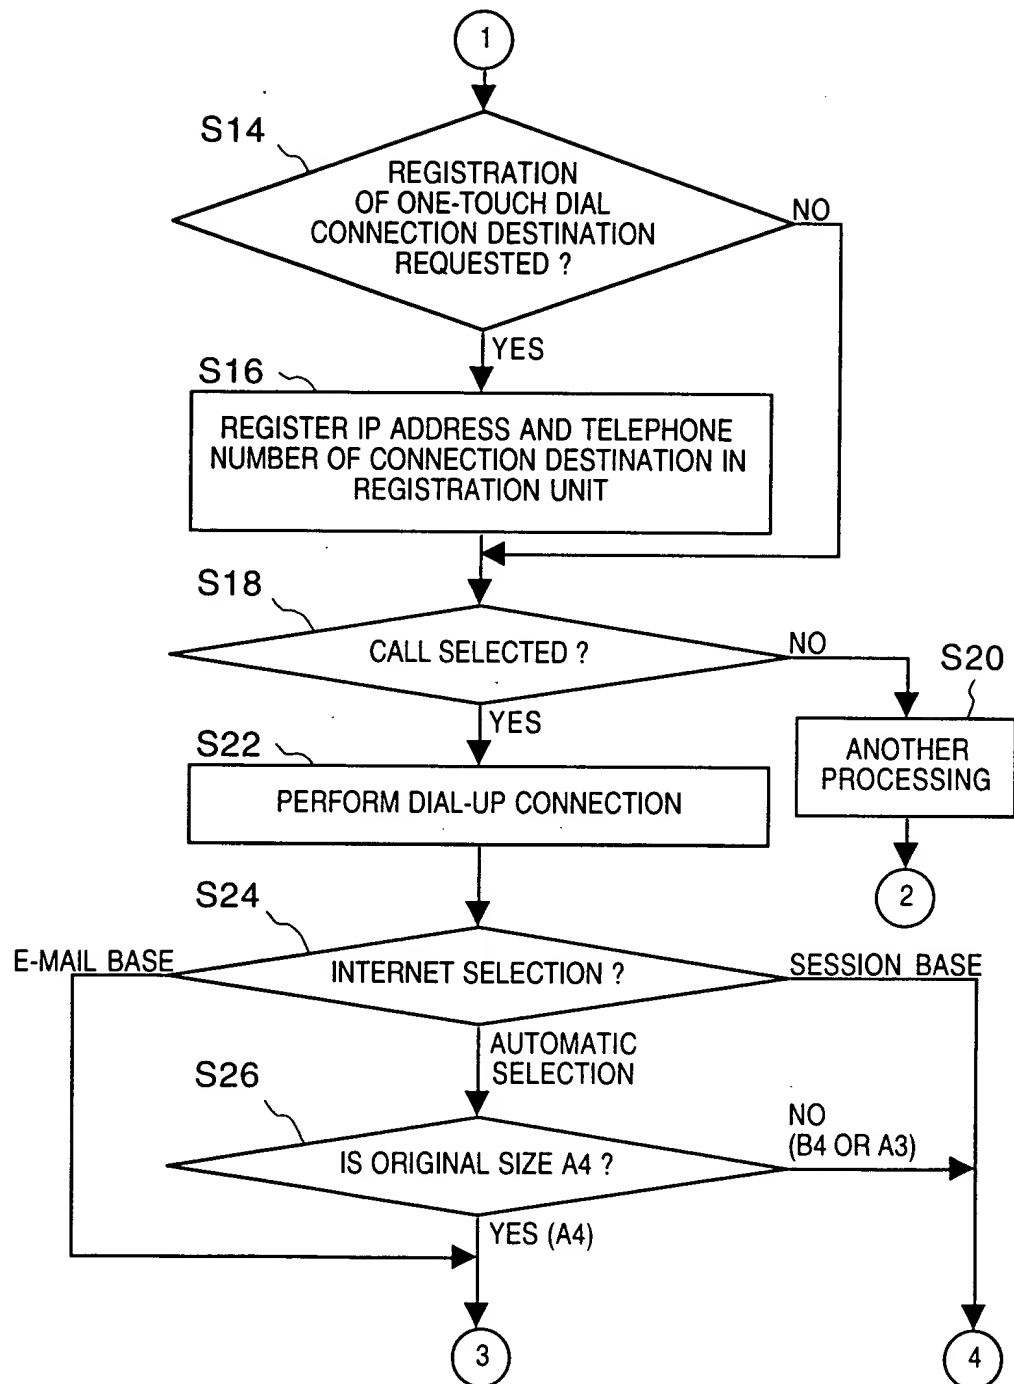 1
S14
REGISTRATION
OF ONE-TOUCH DIAL
CONNECTION DESTINATION
REQUESTED ?
NO
YES
S16
REGISTER IP ADDRESS AND TELEPHONE
NUMBER OF CONNECTION DESTINATION IN
REGISTRATION UNIT
S18
CALL SELECTED ?
NO
YES
S20
ANOTHER
PROCESSING
2
S22
PERFORM DIAL-UP CONNECTION
S24
E-MAIL BASE
INTERNET SELECTION ?
SESSION BASE
AUTOMATIC
SELECTION
S26
IS ORIGINAL SIZE A4 ?
NO
(B4 OR A3)
YES (A4)
3
4